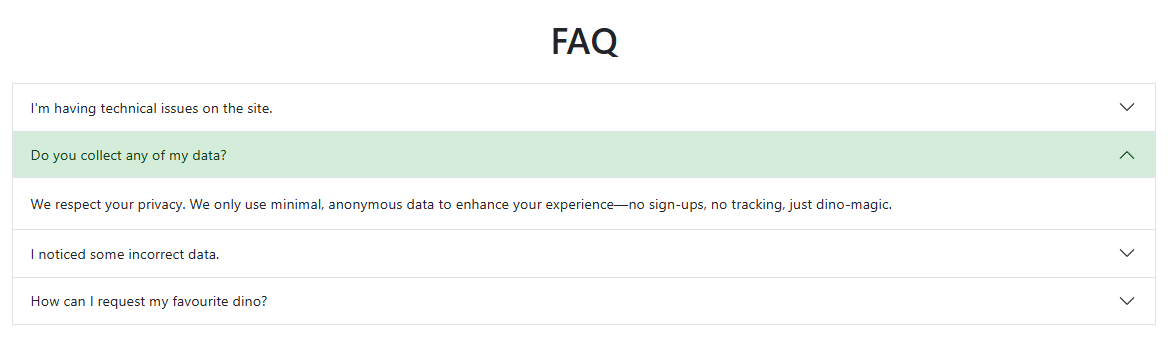 FAQ
I'm having technical issues on the site.
Do you collect any of my data?
We respect your privacy. We only use minimal, anonymous data to enhance your experience—no sign-ups, no tracking, just dino-magic.
I noticed some incorrect data.
How can I request my favourite dino?